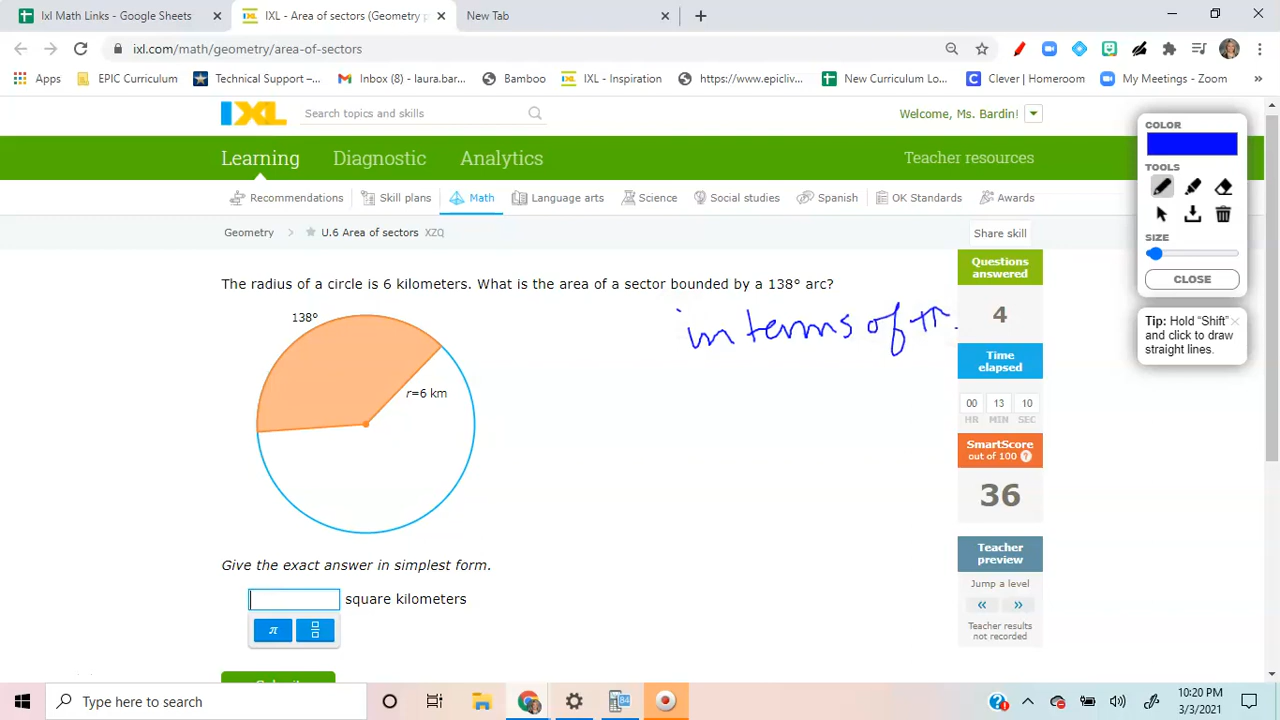 Ixl Math Links - Google Sheets × IXL - Area of sectors (Geometry p × New Tab × +
ixl.com/math/geometry/area-of-sectors
Apps EPIC Curriculum Technical Support –... Inbox (8) - laura.bar... Bamboo IXL - Inspiration https://www.epicliv... New Curriculum Lo... Clever | Homeroom My Meetings - Zoom »
IXL Search topics and skills Welcome, Ms. Bardin!
Learning Diagnostic Analytics Teacher resources
Recommendations Skill plans Math Language arts Science Social studies Spanish OK Standards Awards
Geometry > U.6 Area of sectors XZQ Share skill
The radius of a circle is 6 kilometers. What is the area of a sector bounded by a 138° arc?
138°
r=6 km
in terms of
Give the exact answer in simplest form.
square kilometers
π
Questions answered
4
Time elapsed
00 13 10
HR MIN SEC
SmartScore
out of 100 ?
36
Teacher preview
Jump a level
« »
Teacher results
not recorded
COLOR
TOOLS
SIZE
CLOSE
Tip: Hold "Shift" ×
and click to draw
straight lines.
Type here to search
10:20 PM
3/3/2021